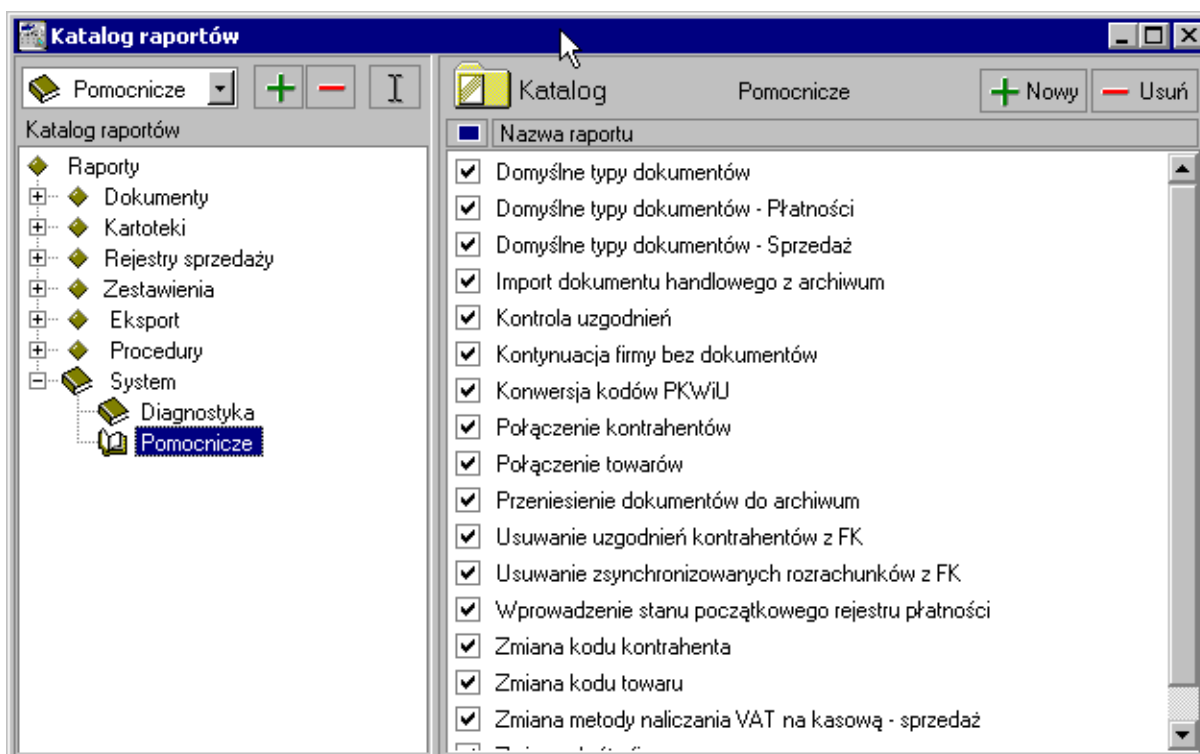 Katalog raportów
Pomocnicze
Katalog Pomocnicze Nowy Usuń
Katalog raportów
Nazwa raportu
Raporty
Dokumenty
Kartoteki
Rejestry sprzedaży
Zestawienia
Eksport
Procedury
System
Diagnostyka
Pomocnicze
Domyślne typy dokumentów
Domyślne typy dokumentów - Płatności
Domyślne typy dokumentów - Sprzedaż
Import dokumentu handlowego z archiwum
Kontrola uzgodnień
Kontynuacja firmy bez dokumentów
Konwersja kodów PKWiU
Połączenie kontrahentów
Połączenie towarów
Przeniesienie dokumentów do archiwum
Usuwanie uzgodnień kontrahentów z FK
Usuwanie zsynchronizowanych rozrachunków z FK
Wprowadzenie stanu początkowego rejestru płatności
Zmiana kodu kontrahenta
Zmiana kodu towaru
Zmiana metody naliczania VAT na kasową - sprzedaż